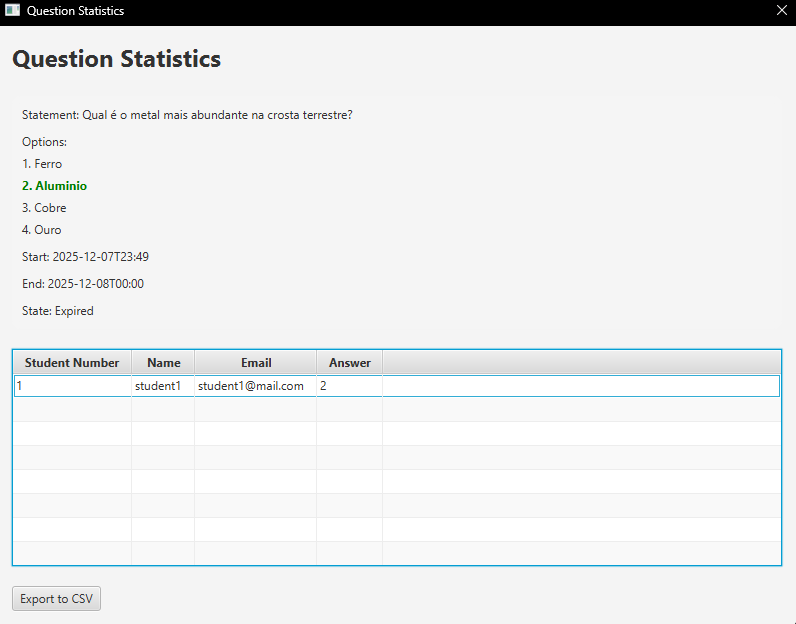 Question Statistics
Question Statistics
Statement: Qual é o metal mais abundante na crosta terrestre?
Options:
1. Ferro
2. Aluminio
3. Cobre
4. Ouro
Start: 2025-12-07T23:49
End: 2025-12-08T00:00
State: Expired
Student Number Name Email Answer
1 student1 student1@mail.com 2
Export to CSV